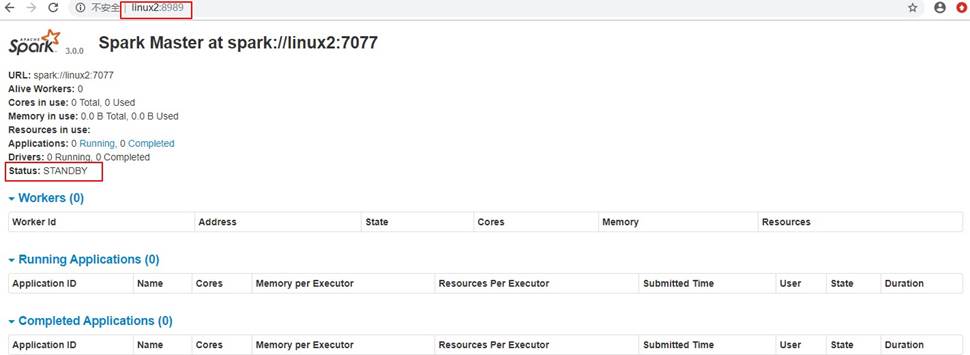 不安全 | linux2:8989
APACHE Spark 3.0.0 Spark Master at spark://linux2:7077
URL: spark://linux2:7077
Alive Workers: 0
Cores in use: 0 Total, 0 Used
Memory in use: 0.0 B Total, 0.0 B Used
Resources in use:
Applications: 0 Running, 0 Completed
Drivers: 0 Running, 0 Completed
Status: STANDBY
Workers (0)
Worker Id Address State Cores Memory Resources
Running Applications (0)
Application ID Name Cores Memory per Executor Resources Per Executor Submitted Time User State Duration
Completed Applications (0)
Application ID Name Cores Memory per Executor Resources Per Executor Submitted Time User State Duration